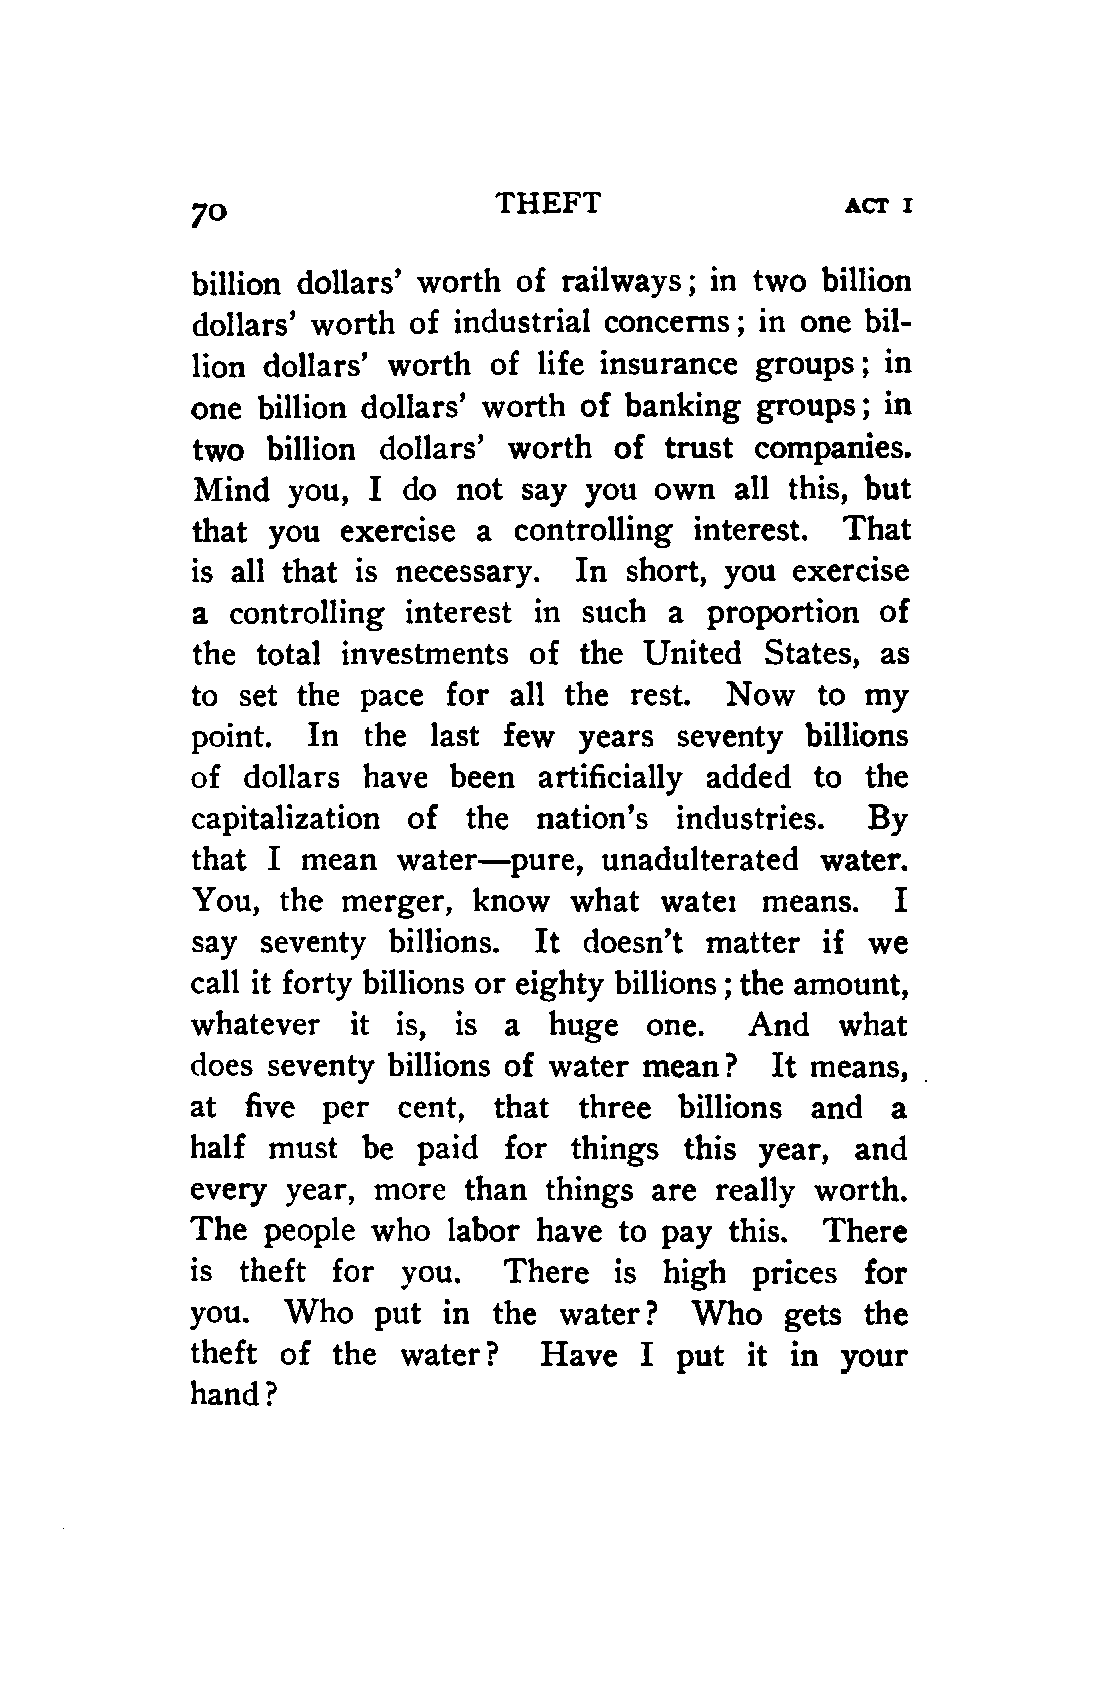 70 THEFT ACT I
billion dollars' worth of railways; in two billion
dollars' worth of industrial concerns; in one bil-
lion dollars' worth of life insurance groups; in
one billion dollars' worth of banking groups; in
two billion dollars' worth of trust companies.
Mind you, I do not say you own all this, but
that you exercise a controlling interest. That
is all that is necessary. In short, you exercise
a controlling interest in such a proportion of
the total investments of the United States, as
to set the pace for all the rest. Now to my
point. In the last few years seventy billions
of dollars have been artificially added to the
capitalization of the nation's industries. By
that I mean water—pure, unadulterated water.
You, the merger, know what water means. I
say seventy billions. It doesn't matter if we
call it forty billions or eighty billions; the amount,
whatever it is, is a huge one. And what
does seventy billions of water mean? It means,
at five per cent, that three billions and a
half must be paid for things this year, and
every year, more than things are really worth.
The people who labor have to pay this. There
is theft for you. There is high prices for
you. Who put in the water? Who gets the
theft of the water? Have I put it in your
hand?